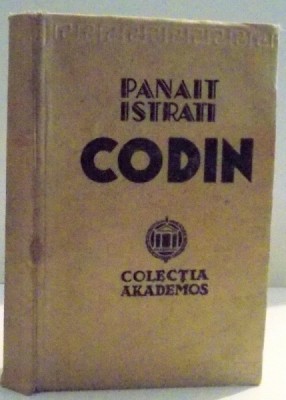 PANAIT
ISTRATI
CODIN
COLECȚIA
AKADEMOS